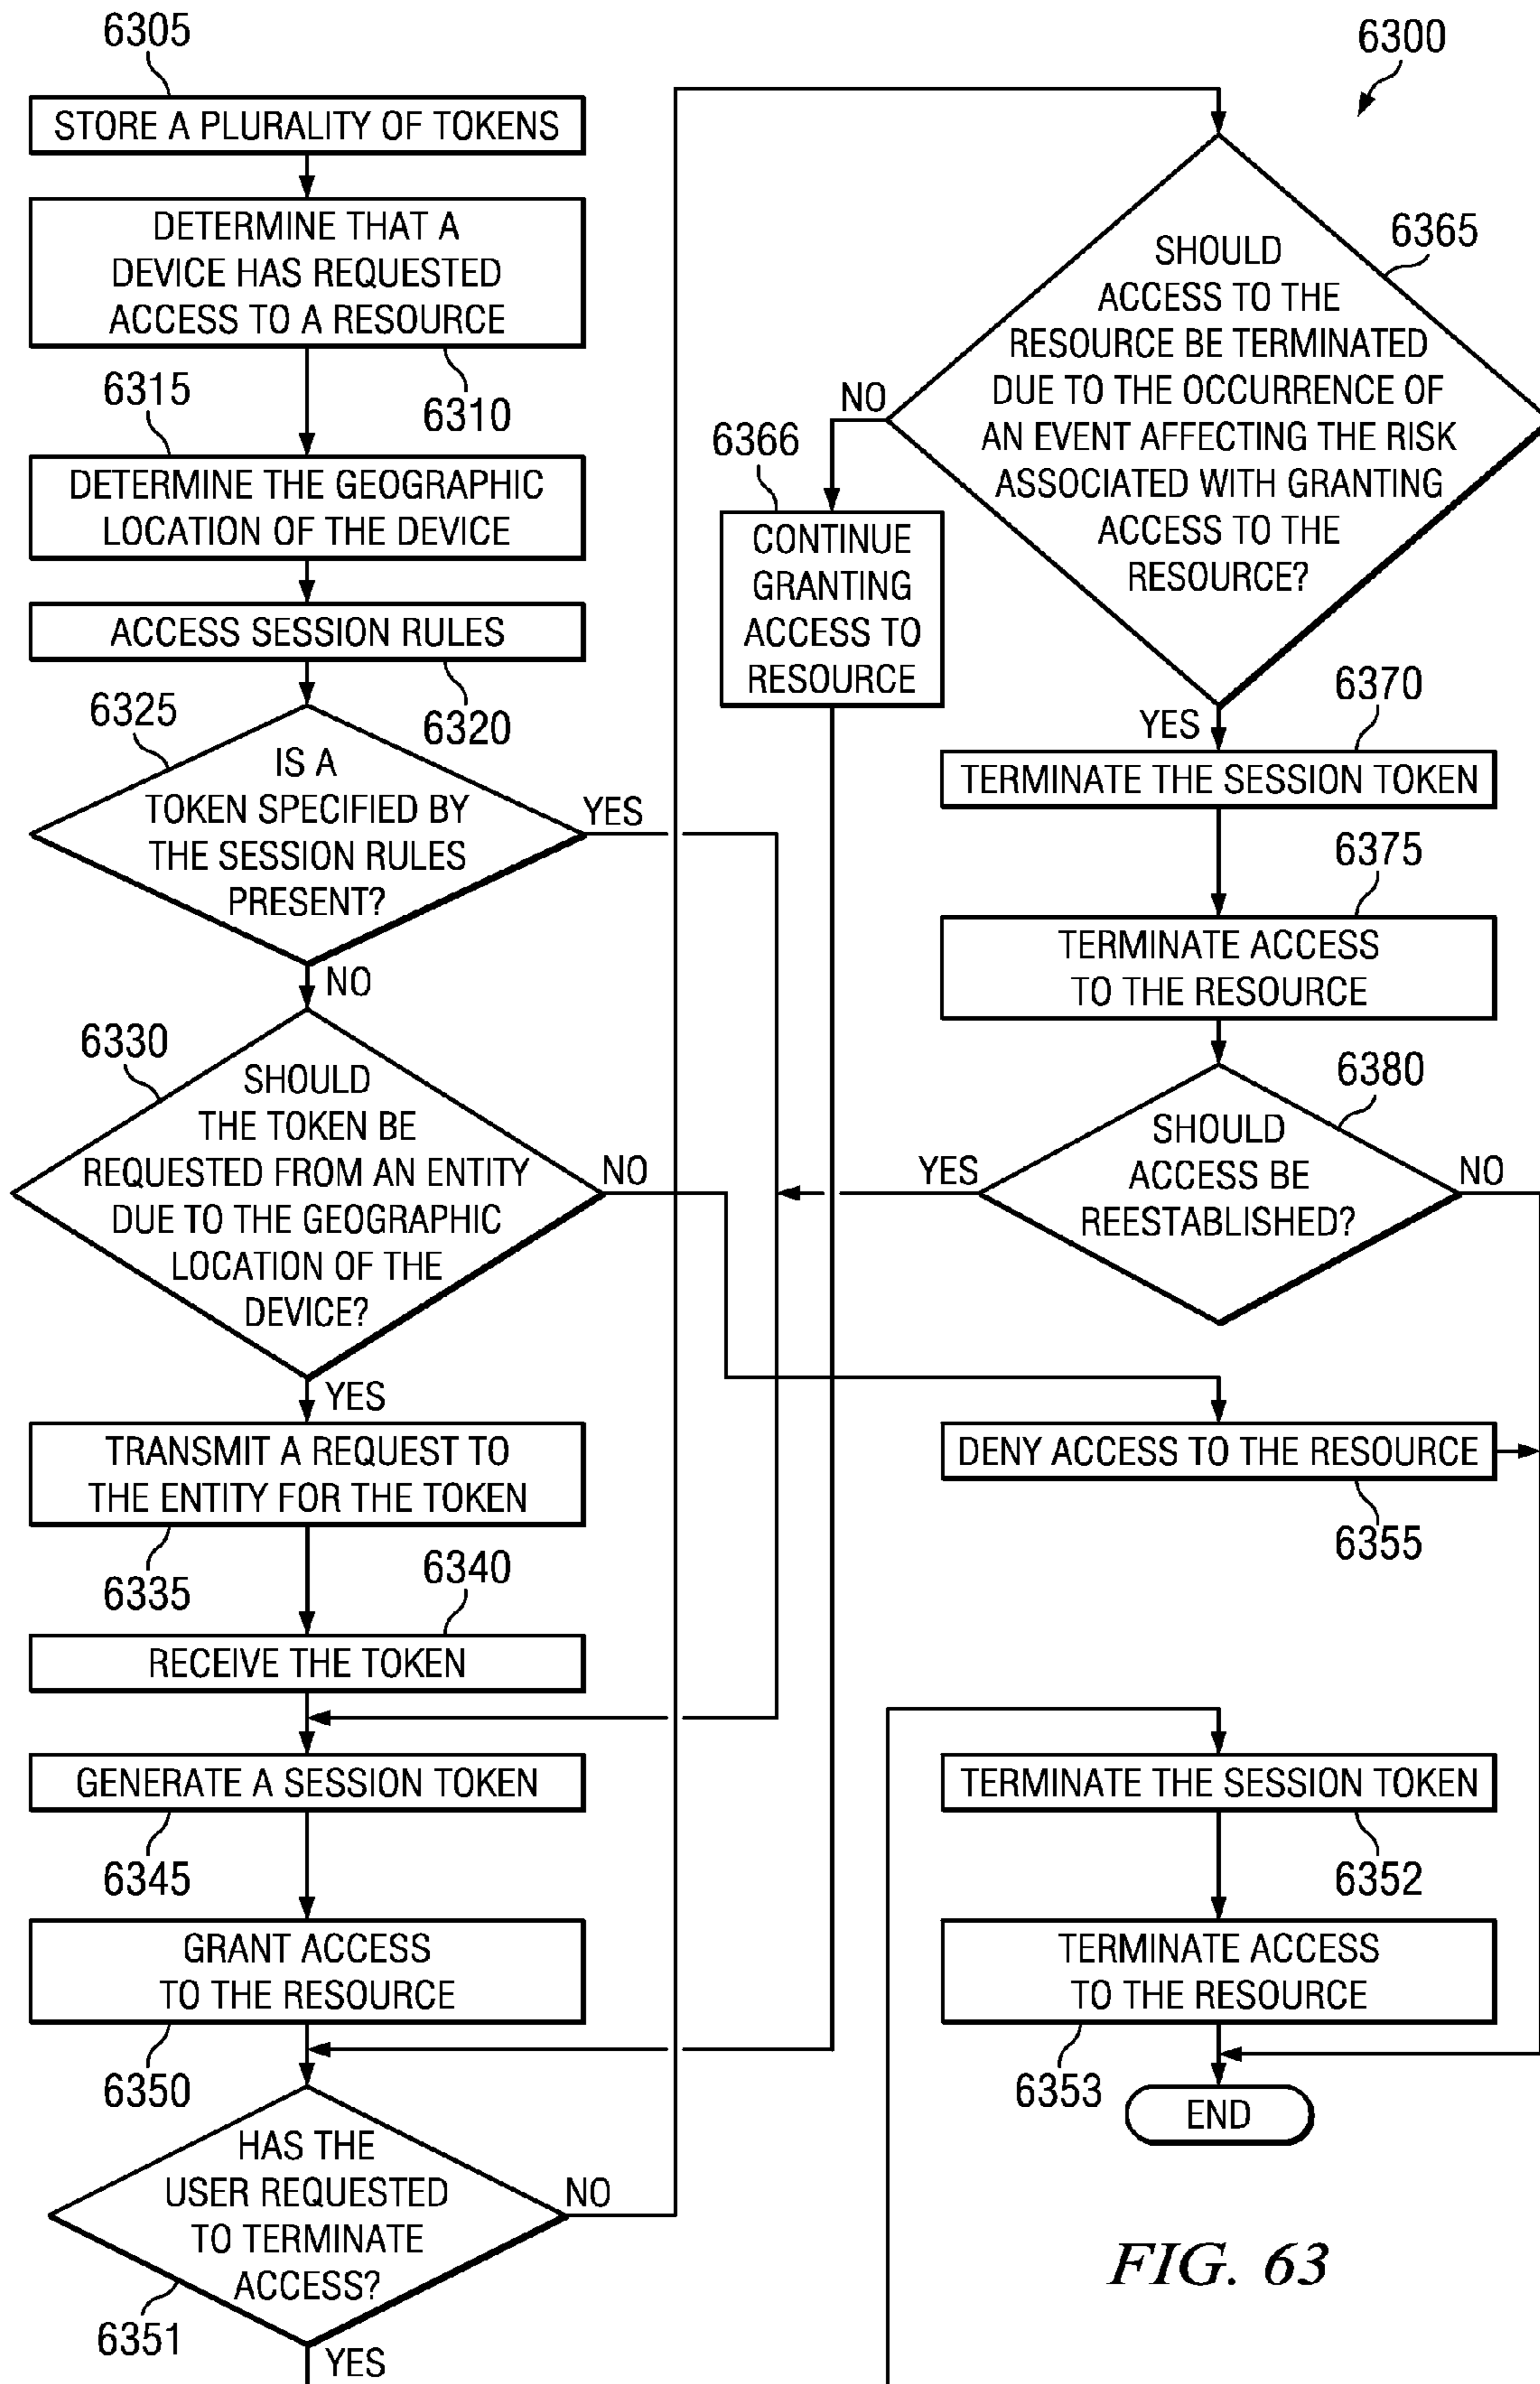 6305
STORE A PLURALITY OF TOKENS
DETERMINE THAT A
DEVICE HAS REQUESTED
ACCESS TO A RESOURCE
6310
6315
DETERMINE THE GEOGRAPHIC
LOCATION OF THE DEVICE
ACCESS SESSION RULES
6320
6325
IS A
TOKEN SPECIFIED BY
THE SESSION RULES
PRESENT?
YES
NO
6330
SHOULD
THE TOKEN BE
REQUESTED FROM AN ENTITY
DUE TO THE GEOGRAPHIC
LOCATION OF THE
DEVICE?
NO
YES
TRANSMIT A REQUEST TO
THE ENTITY FOR THE TOKEN
6335
6340
RECEIVE THE TOKEN
GENERATE A SESSION TOKEN
6345
GRANT ACCESS
TO THE RESOURCE
6350
HAS THE
USER REQUESTED
TO TERMINATE
ACCESS?
NO
6351
YES
6300
6365
SHOULD
ACCESS TO THE
RESOURCE BE TERMINATED
DUE TO THE OCCURRENCE OF
AN EVENT AFFECTING THE RISK
ASSOCIATED WITH GRANTING
ACCESS TO THE
RESOURCE?
NO
6366
CONTINUE
GRANTING
ACCESS TO
RESOURCE
YES
6370
TERMINATE THE SESSION TOKEN
6375
TERMINATE ACCESS
TO THE RESOURCE
6380
SHOULD
ACCESS BE
REESTABLISHED?
YES
NO
DENY ACCESS TO THE RESOURCE
6355
TERMINATE THE SESSION TOKEN
6352
TERMINATE ACCESS
TO THE RESOURCE
6353
END
FIG. 63